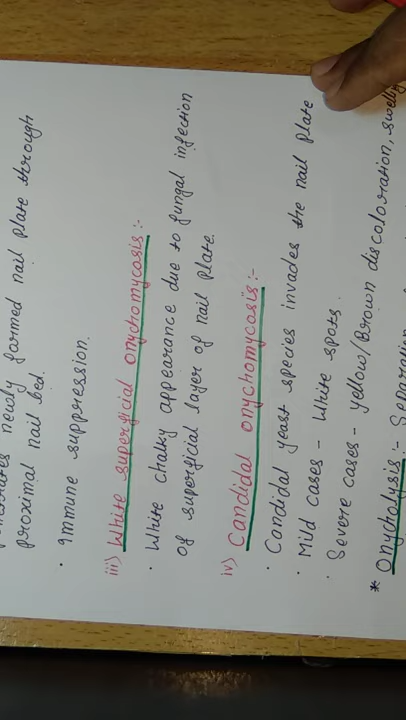 newly formed nail plate through
proximal nail bed.
• Immune suppression.
iii) White superficial onychomycosis:-
• White chalky appearance due to fungal infection
of superficial layer of nail plate.
iv) Candidal onychomycosis:-
• Candidal yeast species invades the nail plate
• Mild cases - White spots.
• Severe cases - yellow/Brown discoloration,
* Onycholysis:- Separation